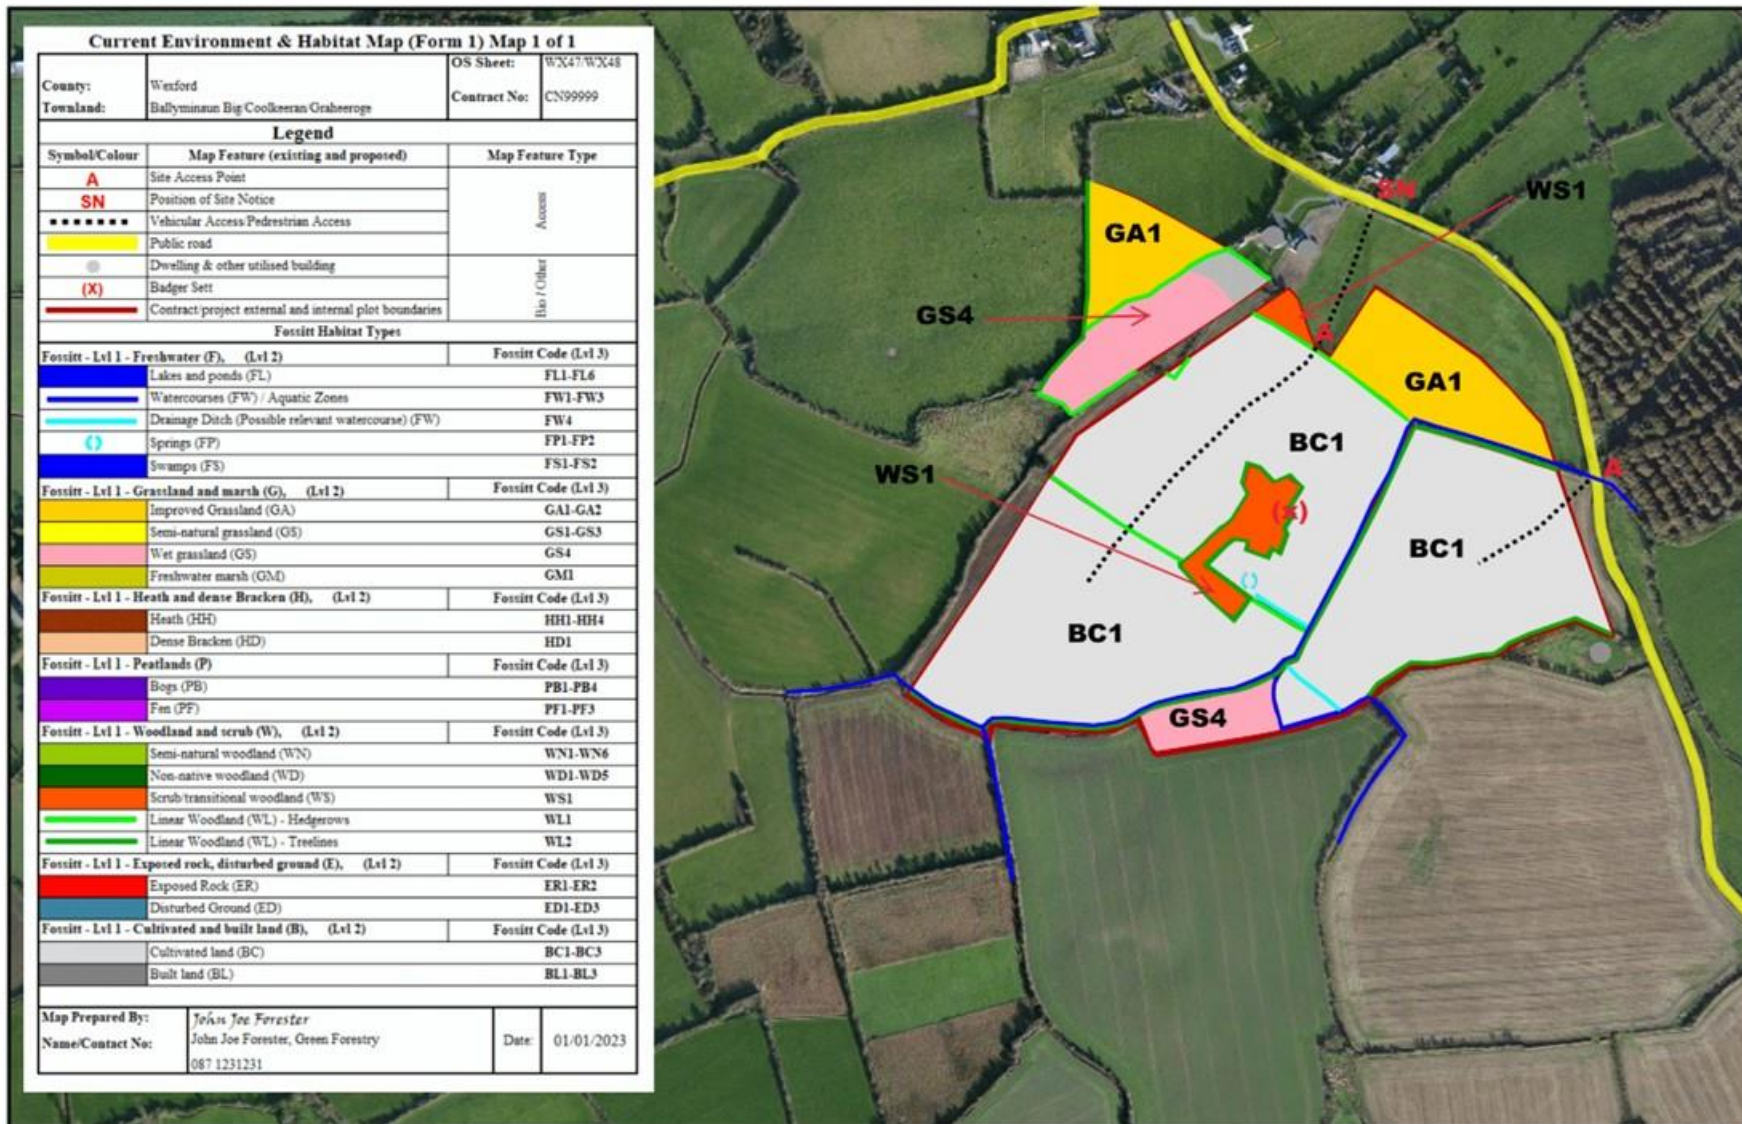 Current Environment & Habitat Map (Form 1) Map 1 of 1
County: Wexford OS Sheet: WX47/WX48
Townland: Ballyminaun Big/Coolkeeran/Graheeroge Contract No: CN99999
Legend
Symbol/Colour Map Feature (existing and proposed) Map Feature Type
A Site Access Point
SN Position of Site Notice
Vehicular Access/Pedestrian Access
Public road
Access
Dwelling & other utilised building
(X) Badger Sett
Contract/project external and internal plot boundaries
Bio / Other
Fossitt Habitat Types
Fossitt - Lvl 1 - Freshwater (F), (Lvl 2) Fossitt Code (Lvl 3)
Lakes and ponds (FL) FL1-FL6
Watercourses (FW) / Aquatic Zones FW1-FW3
Drainage Ditch (Possible relevant watercourse) (FW) FW4
Springs (FP) FP1-FP2
Swamps (FS) FS1-FS2
Fossitt - Lvl 1 - Grassland and marsh (G), (Lvl 2) Fossitt Code (Lvl 3)
Improved Grassland (GA) GA1-GA2
Semi-natural grassland (GS) GS1-GS3
Wet grassland (GS) GS4
Freshwater marsh (GM) GM1
Fossitt - Lvl 1 - Heath and dense Bracken (H), (Lvl 2) Fossitt Code (Lvl 3)
Heath (HH) HH1-HH4
Dense Bracken (HD) HD1
Fossitt - Lvl 1 - Peatlands (P) Fossitt Code (Lvl 3)
Bogs (PB) PB1-PB4
Fen (PF) PF1-PF3
Fossitt - Lvl 1 - Woodland and scrub (W), (Lvl 2) Fossitt Code (Lvl 3)
Semi-natural woodland (WN) WN1-WN6
Non-native woodland (WD) WD1-WD5
Scrub/transitional woodland (WS) WS1
Linear Woodland (WL) - Hedgerows WL1
Linear Woodland (WL) - Treelines WL2
Fossitt - Lvl 1 - Exposed rock, disturbed ground (E), (Lvl 2) Fossitt Code (Lvl 3)
Exposed Rock (ER) ER1-ER2
Disturbed Ground (ED) ED1-ED3
Fossitt - Lvl 1 - Cultivated and built land (B), (Lvl 2) Fossitt Code (Lvl 3)
Cultivated land (BC) BC1-BC3
Built land (BL) BL1-BL3
Map Prepared By: John Joe Forester
Name/Contact No: John Joe Forester, Green Forestry Date: 01/01/2023
087 1231231
SN
WS1
GA1
GS4
A
GA1
BC1
WS1
A
(x)
BC1
BC1
GS4